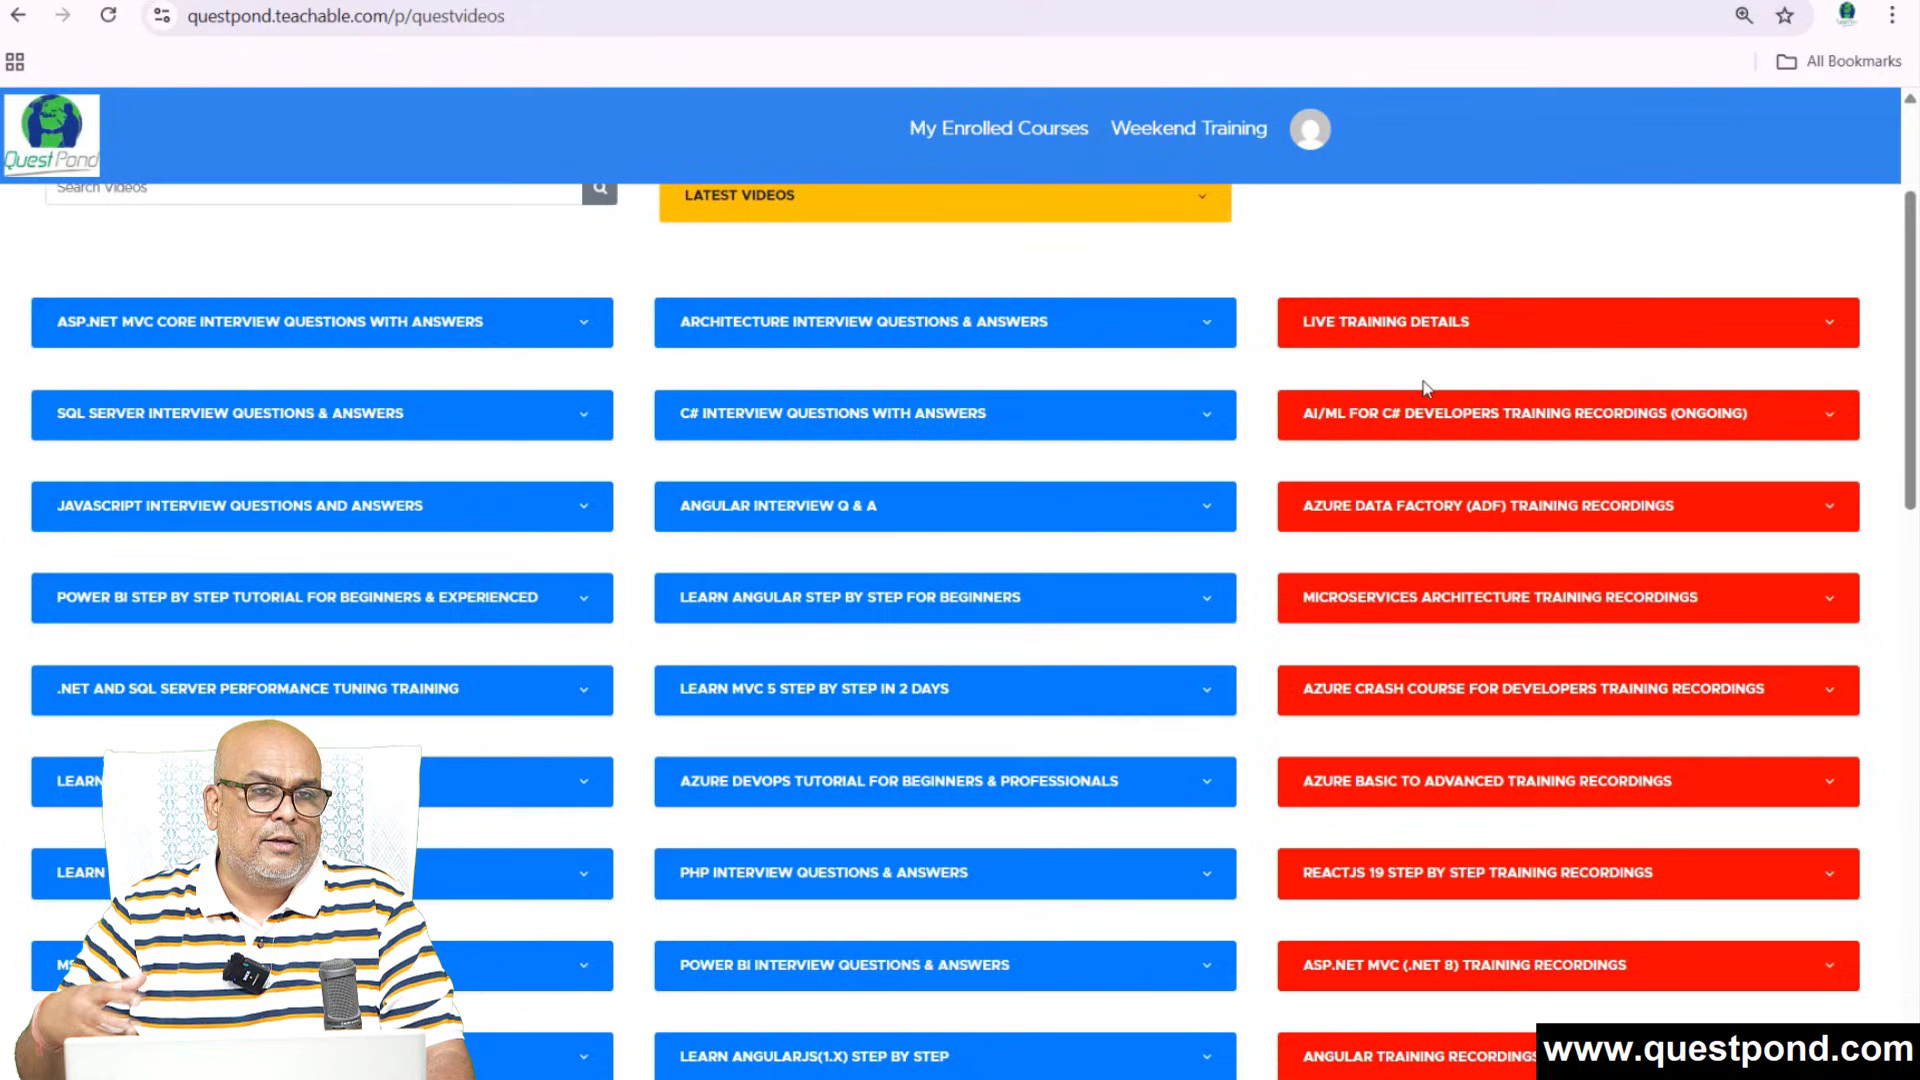 questpond.teachable.com/p/questvideos
All Bookmarks
QuestPond
My Enrolled Courses
Weekend Training
Search Videos
LATEST VIDEOS
ASP.NET MVC CORE INTERVIEW QUESTIONS WITH ANSWERS
ARCHITECTURE INTERVIEW QUESTIONS & ANSWERS
LIVE TRAINING DETAILS
SQL SERVER INTERVIEW QUESTIONS & ANSWERS
C# INTERVIEW QUESTIONS WITH ANSWERS
AI/ML FOR C# DEVELOPERS TRAINING RECORDINGS (ONGOING)
JAVASCRIPT INTERVIEW QUESTIONS AND ANSWERS
ANGULAR INTERVIEW Q & A
AZURE DATA FACTORY (ADF) TRAINING RECORDINGS
POWER BI STEP BY STEP TUTORIAL FOR BEGINNERS & EXPERIENCED
LEARN ANGULAR STEP BY STEP FOR BEGINNERS
MICROSERVICES ARCHITECTURE TRAINING RECORDINGS
.NET AND SQL SERVER PERFORMANCE TUNING TRAINING
LEARN MVC 5 STEP BY STEP IN 2 DAYS
AZURE CRASH COURSE FOR DEVELOPERS TRAINING RECORDINGS
LEARN
AZURE DEVOPS TUTORIAL FOR BEGINNERS & PROFESSIONALS
AZURE BASIC TO ADVANCED TRAINING RECORDINGS
LEARN
PHP INTERVIEW QUESTIONS & ANSWERS
REACTJS 19 STEP BY STEP TRAINING RECORDINGS
POWER BI INTERVIEW QUESTIONS & ANSWERS
ASP.NET MVC (.NET 8) TRAINING RECORDINGS
LEARN ANGULARJS(1.X) STEP BY STEP
ANGULAR TRAINING RECORDINGS
www.questpond.com